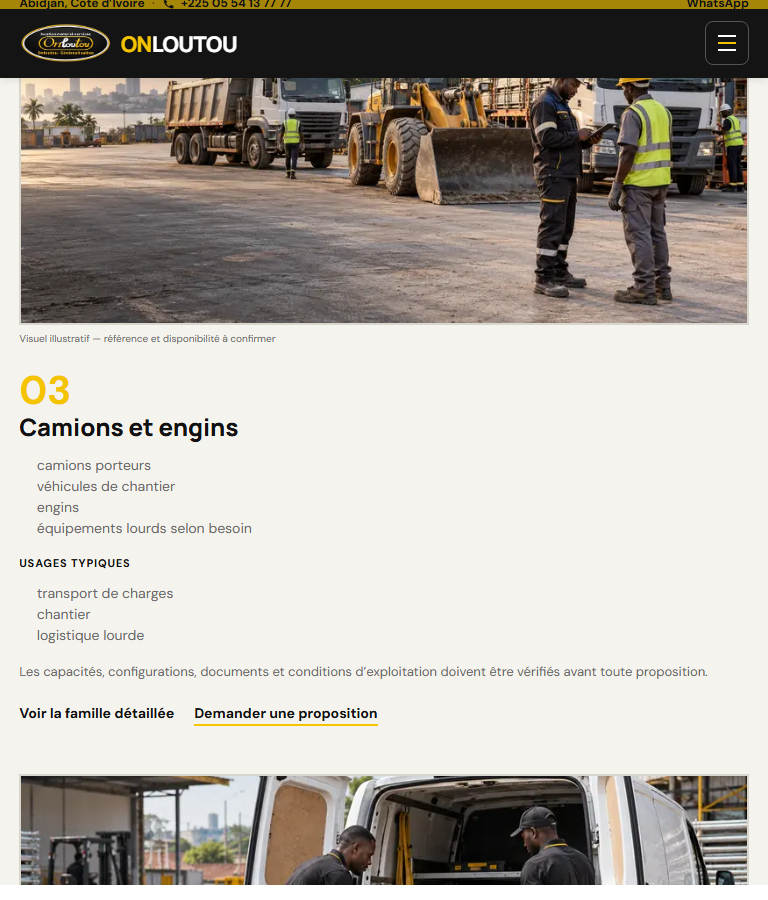 Abidjan, Côte d'Ivoire · +225 05 54 13 77 77 WhatsApp
OnLoutou
ONLOUTOU
Visuel illustratif — référence et disponibilité à confirmer
03
Camions et engins
camions porteurs
véhicules de chantier
engins
équipements lourds selon besoin
USAGES TYPIQUES
transport de charges
chantier
logistique lourde
Les capacités, configurations, documents et conditions d’exploitation doivent être vérifiés avant toute proposition.
Voir la famille détaillée Demander une proposition